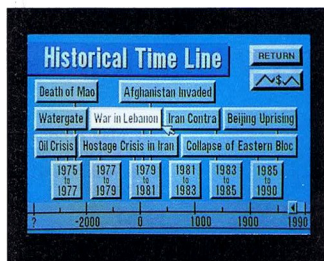 Historical Time Line
RETURN
Death of Mao Afghanistan Invaded
Watergate War in Lebanon Iran Contra Beijing Uprising
Oil Crisis Hostage Crisis in Iran Collapse of Eastern Bloc
1975 to 1977
1977 to 1979
1979 to 1981
1981 to 1983
1983 to 1985
1985 to 1990
? -2000 0 1000 1900 1990